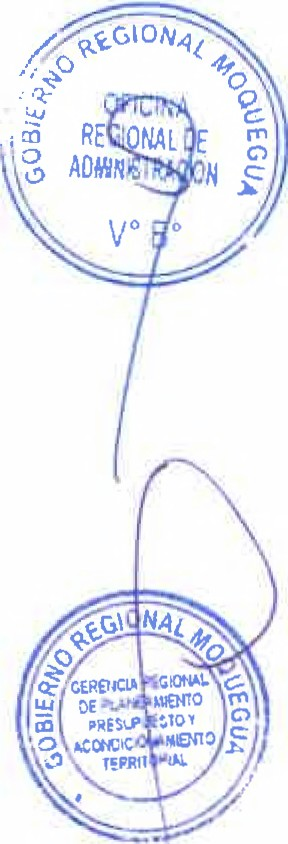 GOBIERNO REGIONAL MOQUEGUA
OFICINA
REGIONAL DE
ADMINISTRACION
V° B°
GOBIERNO REGIONAL MOQUEGUA
GERENCIA REGIONAL
DE PLANEAMIENTO
PRESUPUESTO Y
ACONDICIONAMIENTO
TERRITORIAL